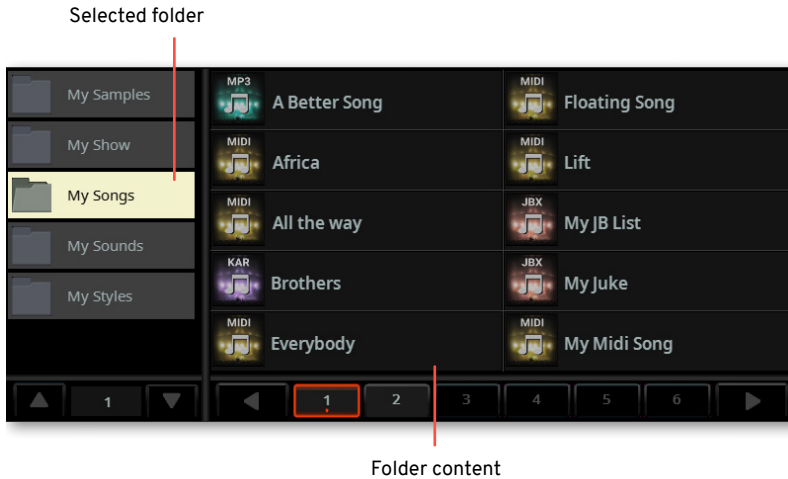 Selected folder
My Samples
My Show
My Songs
My Sounds
My Styles
1
MP3
A Better Song
MIDI
Africa
MIDI
All the way
KAR
Brothers
MIDI
Everybody
MIDI
Floating Song
MIDI
Lift
JBX
My JB List
JBX
My Juke
MIDI
My Midi Song
1 2 3 4 5 6
Folder content